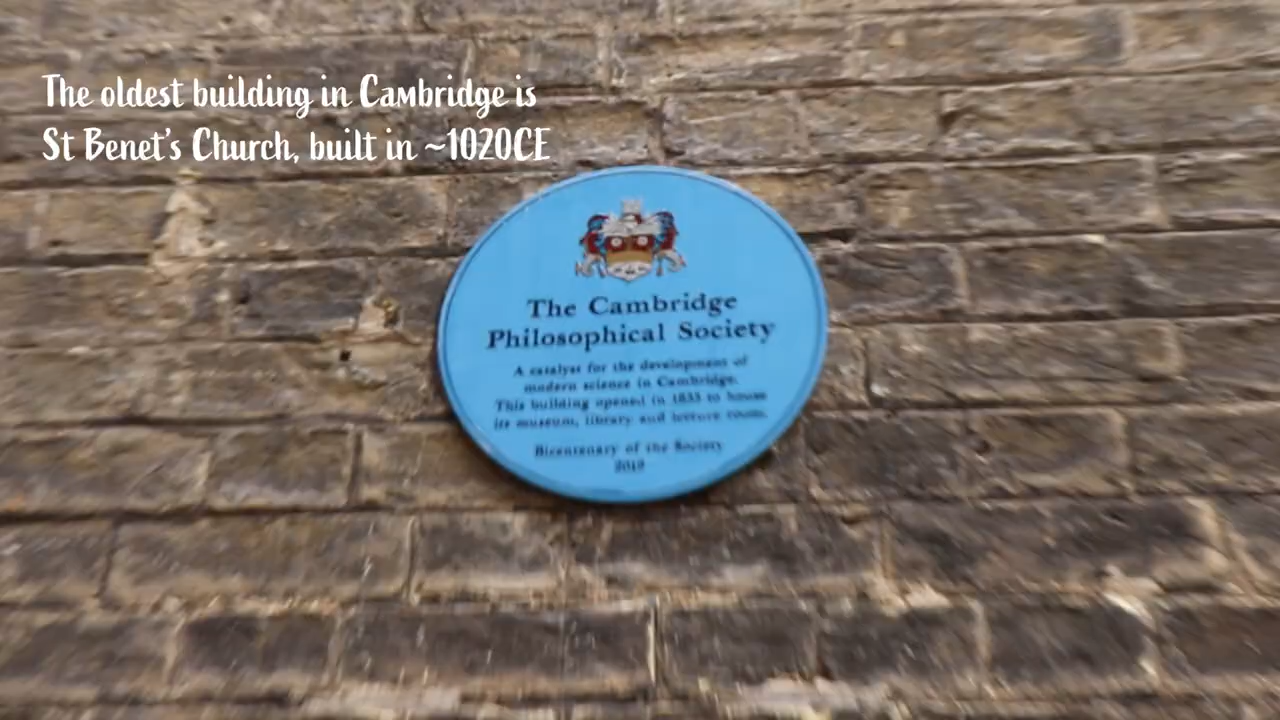 The oldest building in Cambridge is
St Benet's Church, built in ~1020CE
The Cambridge
Philosophical Society
A catalyst for the development of
modern science in Cambridge.
This building opened in 1833 to house
its museum, library and lecture room.
Bicentenary of the Society
2019